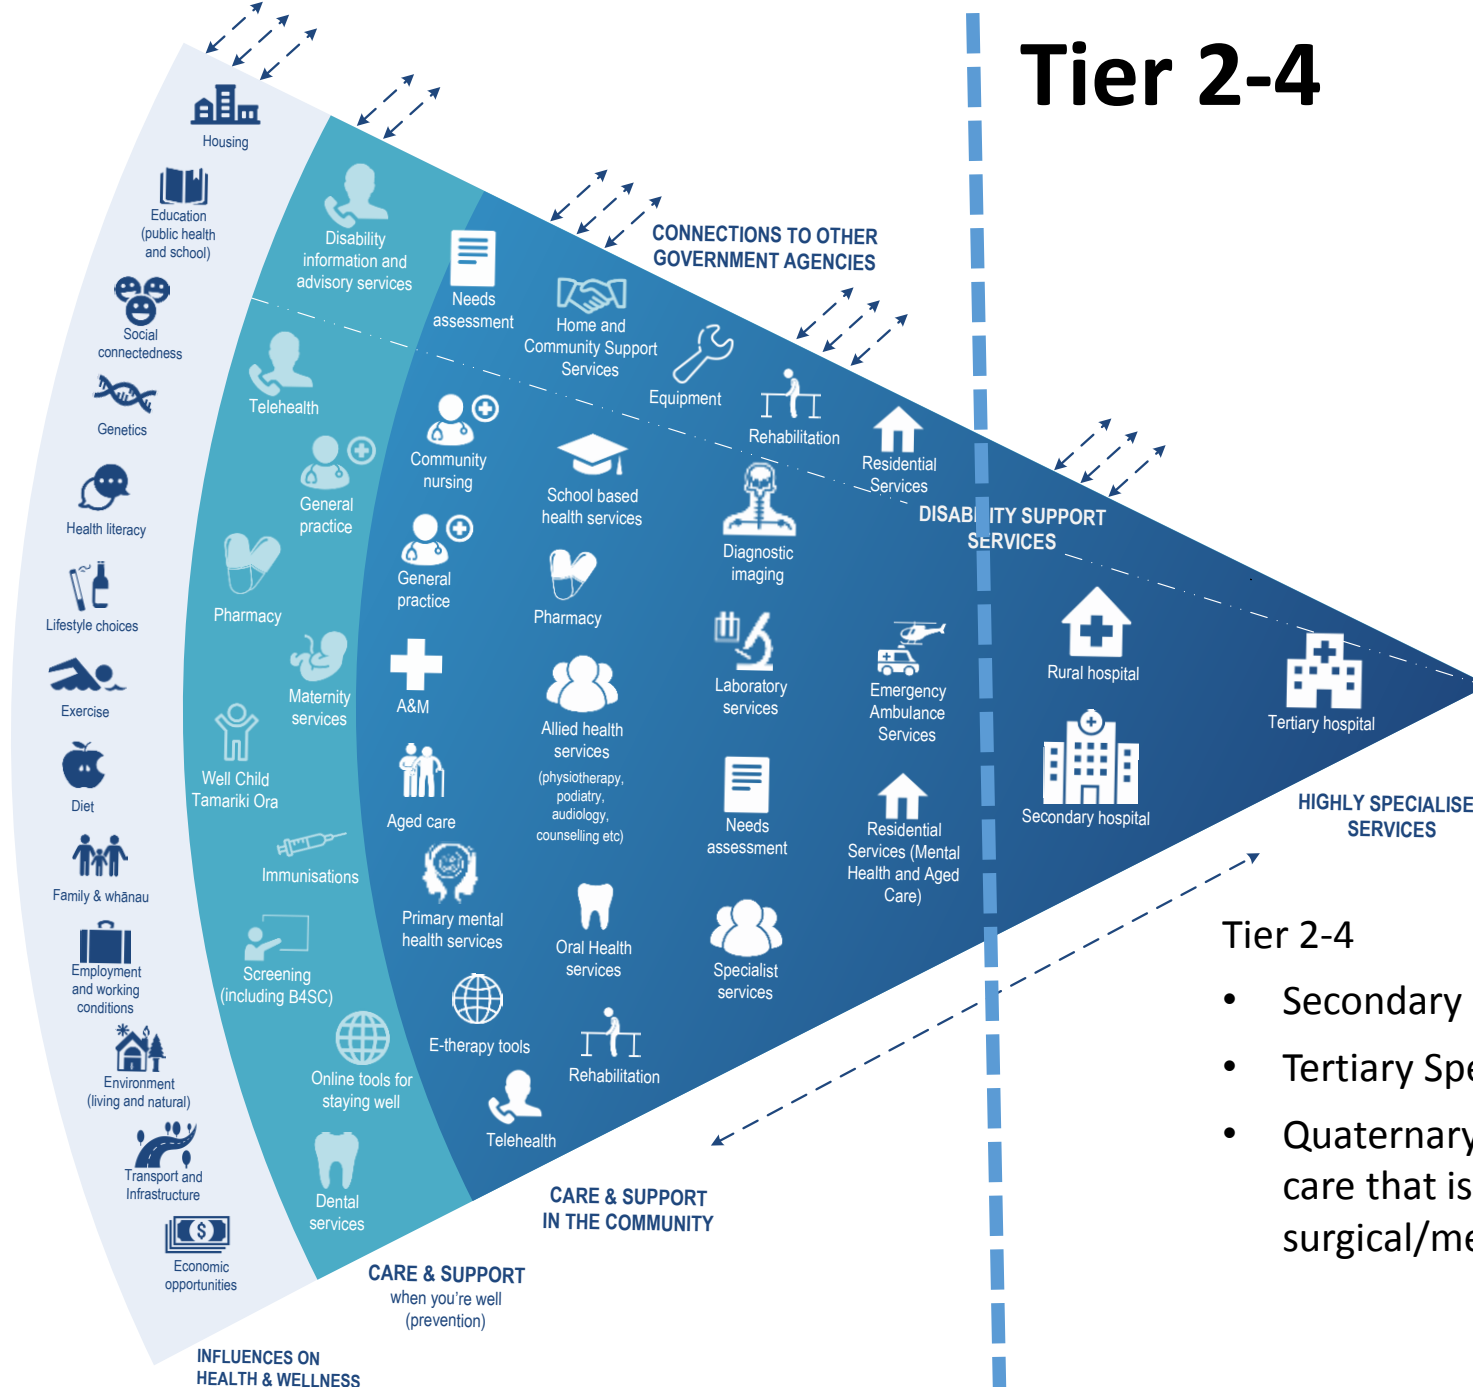 Tier 2-4
Housing
Education
(public health
and school)
Social
connectedness
Genetics
Health literacy
Lifestyle choices
Exercise
Diet
Family & whānau
Employment
and working
conditions
Environment
(living and natural)
Transport and
Infrastructure
Economic
opportunities
INFLUENCES ON
HEALTH & WELLNESS
Disability
information and
advisory services
Telehealth
General
practice
Pharmacy
Maternity
services
Well Child
Tamariki Ora
Immunisations
Screening
(including B4SC)
Online tools for
staying well
Dental
services
CARE & SUPPORT
when you're well
(prevention)
CONNECTIONS TO OTHER
GOVERNMENT AGENCIES
Needs
assessment
Home and
Community Support
Services
Equipment
Rehabilitation
Residential
Services
DISABILITY SUPPORT
SERVICES
Community
nursing
General
practice
A&M
Aged care
Primary mental
health services
E-therapy tools
Telehealth
School based
health services
Pharmacy
Allied health
services
(physiotherapy,
podiatry,
audiology,
counselling etc)
Oral Health
services
Rehabilitation
Diagnostic
imaging
Laboratory
services
Needs
assessment
Specialist
services
Emergency
Ambulance
Services
Residential
Services (Mental
Health and Aged
Care)
CARE & SUPPORT
IN THE COMMUNITY
Rural hospital
Secondary hospital
Tertiary hospital
HIGHLY SPECIALISE
SERVICES
Tier 2-4
• Secondary
• Tertiary Spe
• Quaternary
care that is
surgical/me